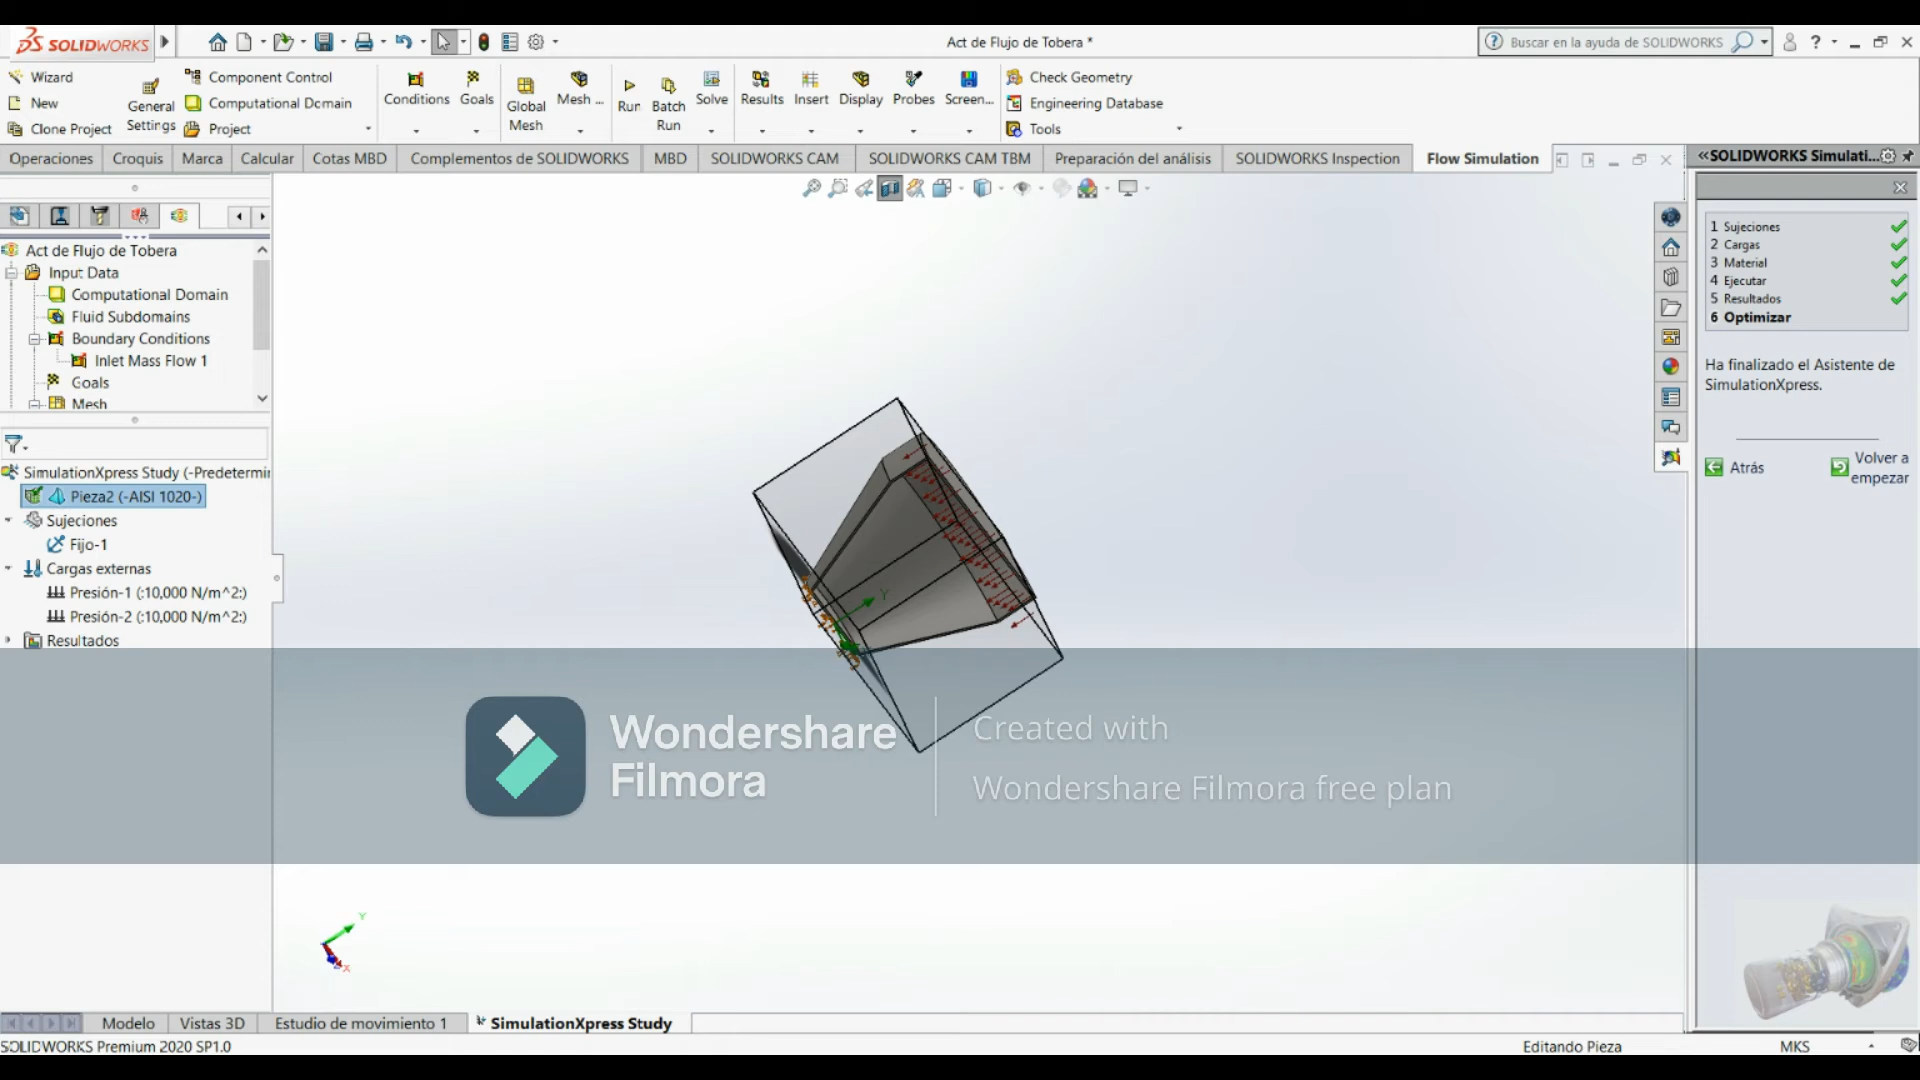 SOLIDWORKS
Act de Flujo de Tobera *
Buscar en la ayuda de SOLIDWORKS
?
Wizard
New
Clone Project
General
Settings
Component Control
Computational Domain
Project
Conditions
Goals
Global
Mesh
Mesh ...
Run
Batch
Run
Solve
Results
Insert
Display
Probes
Screen...
Check Geometry
Engineering Database
Tools
Operaciones
Croquis
Marca
Calcular
Cotas MBD
Complementos de SOLIDWORKS
MBD
SOLIDWORKS CAM
SOLIDWORKS CAM TBM
Preparación del análisis
SOLIDWORKS Inspection
Flow Simulation
«SOLIDWORKS Simulati...
Act de Flujo de Tobera
Input Data
Computational Domain
Fluid Subdomains
Boundary Conditions
Inlet Mass Flow 1
Goals
Mesh
SimulationXpress Study (-Predetermin
Pieza2 (-AISI 1020-)
Sujeciones
Fijo-1
Cargas externas
Presión-1 (:10,000 N/m^2:)
Presión-2 (:10,000 N/m^2:)
Resultados
1 Sujeciones
2 Cargas
3 Material
4 Ejecutar
5 Resultados
6 Optimizar
Ha finalizado el Asistente de
SimulationXpress.
Atrás
Volver a
empezar
Y
Wondershare
Filmora
Created with
Wondershare Filmora free plan
Y
X
Modelo
Vistas 3D
Estudio de movimiento 1
SimulationXpress Study
SOLIDWORKS Premium 2020 SP1.0
Editando Pieza
MKS